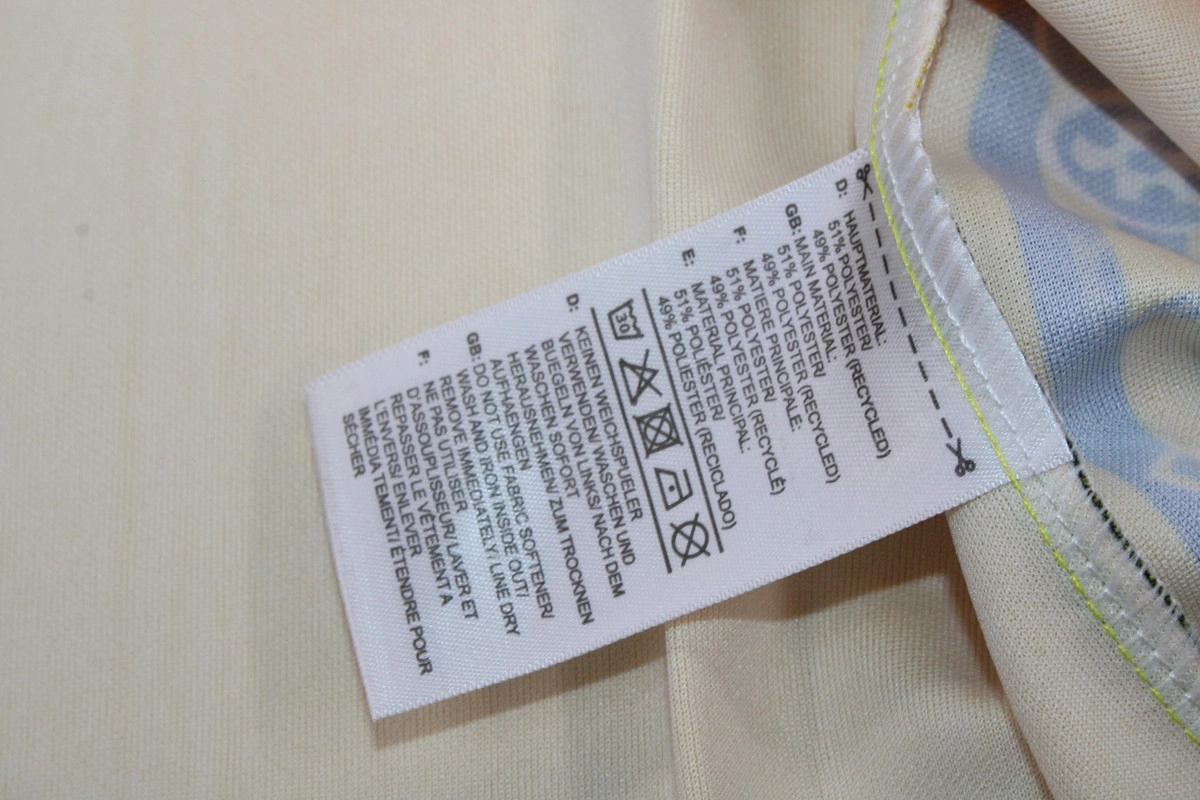 D: HAUPTMATERIAL:
51% POLYESTER/
49% POLYESTER (RECYCLED)
GB: MAIN MATERIAL:
51% POLYESTER/
49% POLYESTER (RECYCLED)
F: MATIERE PRINCIPALE:
51% POLYESTER/
49% POLYESTER (RECYCLÉ)
E: MATERIAL PRINCIPAL:
51% POLIÉSTER/
49% POLIESTER (RECICLADO)
30
D: KEINEN WEICHSPUELER
VERWENDEN/ WASCHEN UND
BUEGELN VON LINKS/ NACH DEM
WASCHEN SOFORT
HERAUSNEHMEN/ ZUM TROCKNEN
AUFHAENGEN
GB: DO NOT USE FABRIC SOFTENER/
WASH AND IRON INSIDE OUT/
REMOVE IMMEDIATELY/ LINE DRY
F: NE PAS UTILISER
D'ASSOUPLISSEUR/ LAVER ET
REPASSER LE VÊTEMENT A
L'ENVERS/ ENLEVER
IMMÉDIATEMENT/ ÉTENDRE POUR
SÉCHER